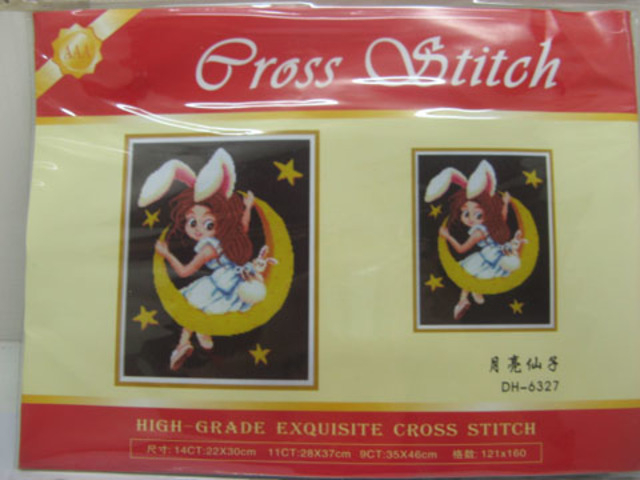 AAA
Cross Stitch
月亮仙子
DH-6327
HIGH-GRADE EXQUISITE CROSS STITCH
尺寸: 14CT:22X30cm 11CT:28X37cm 9CT:35X46cm 格数: 121x160